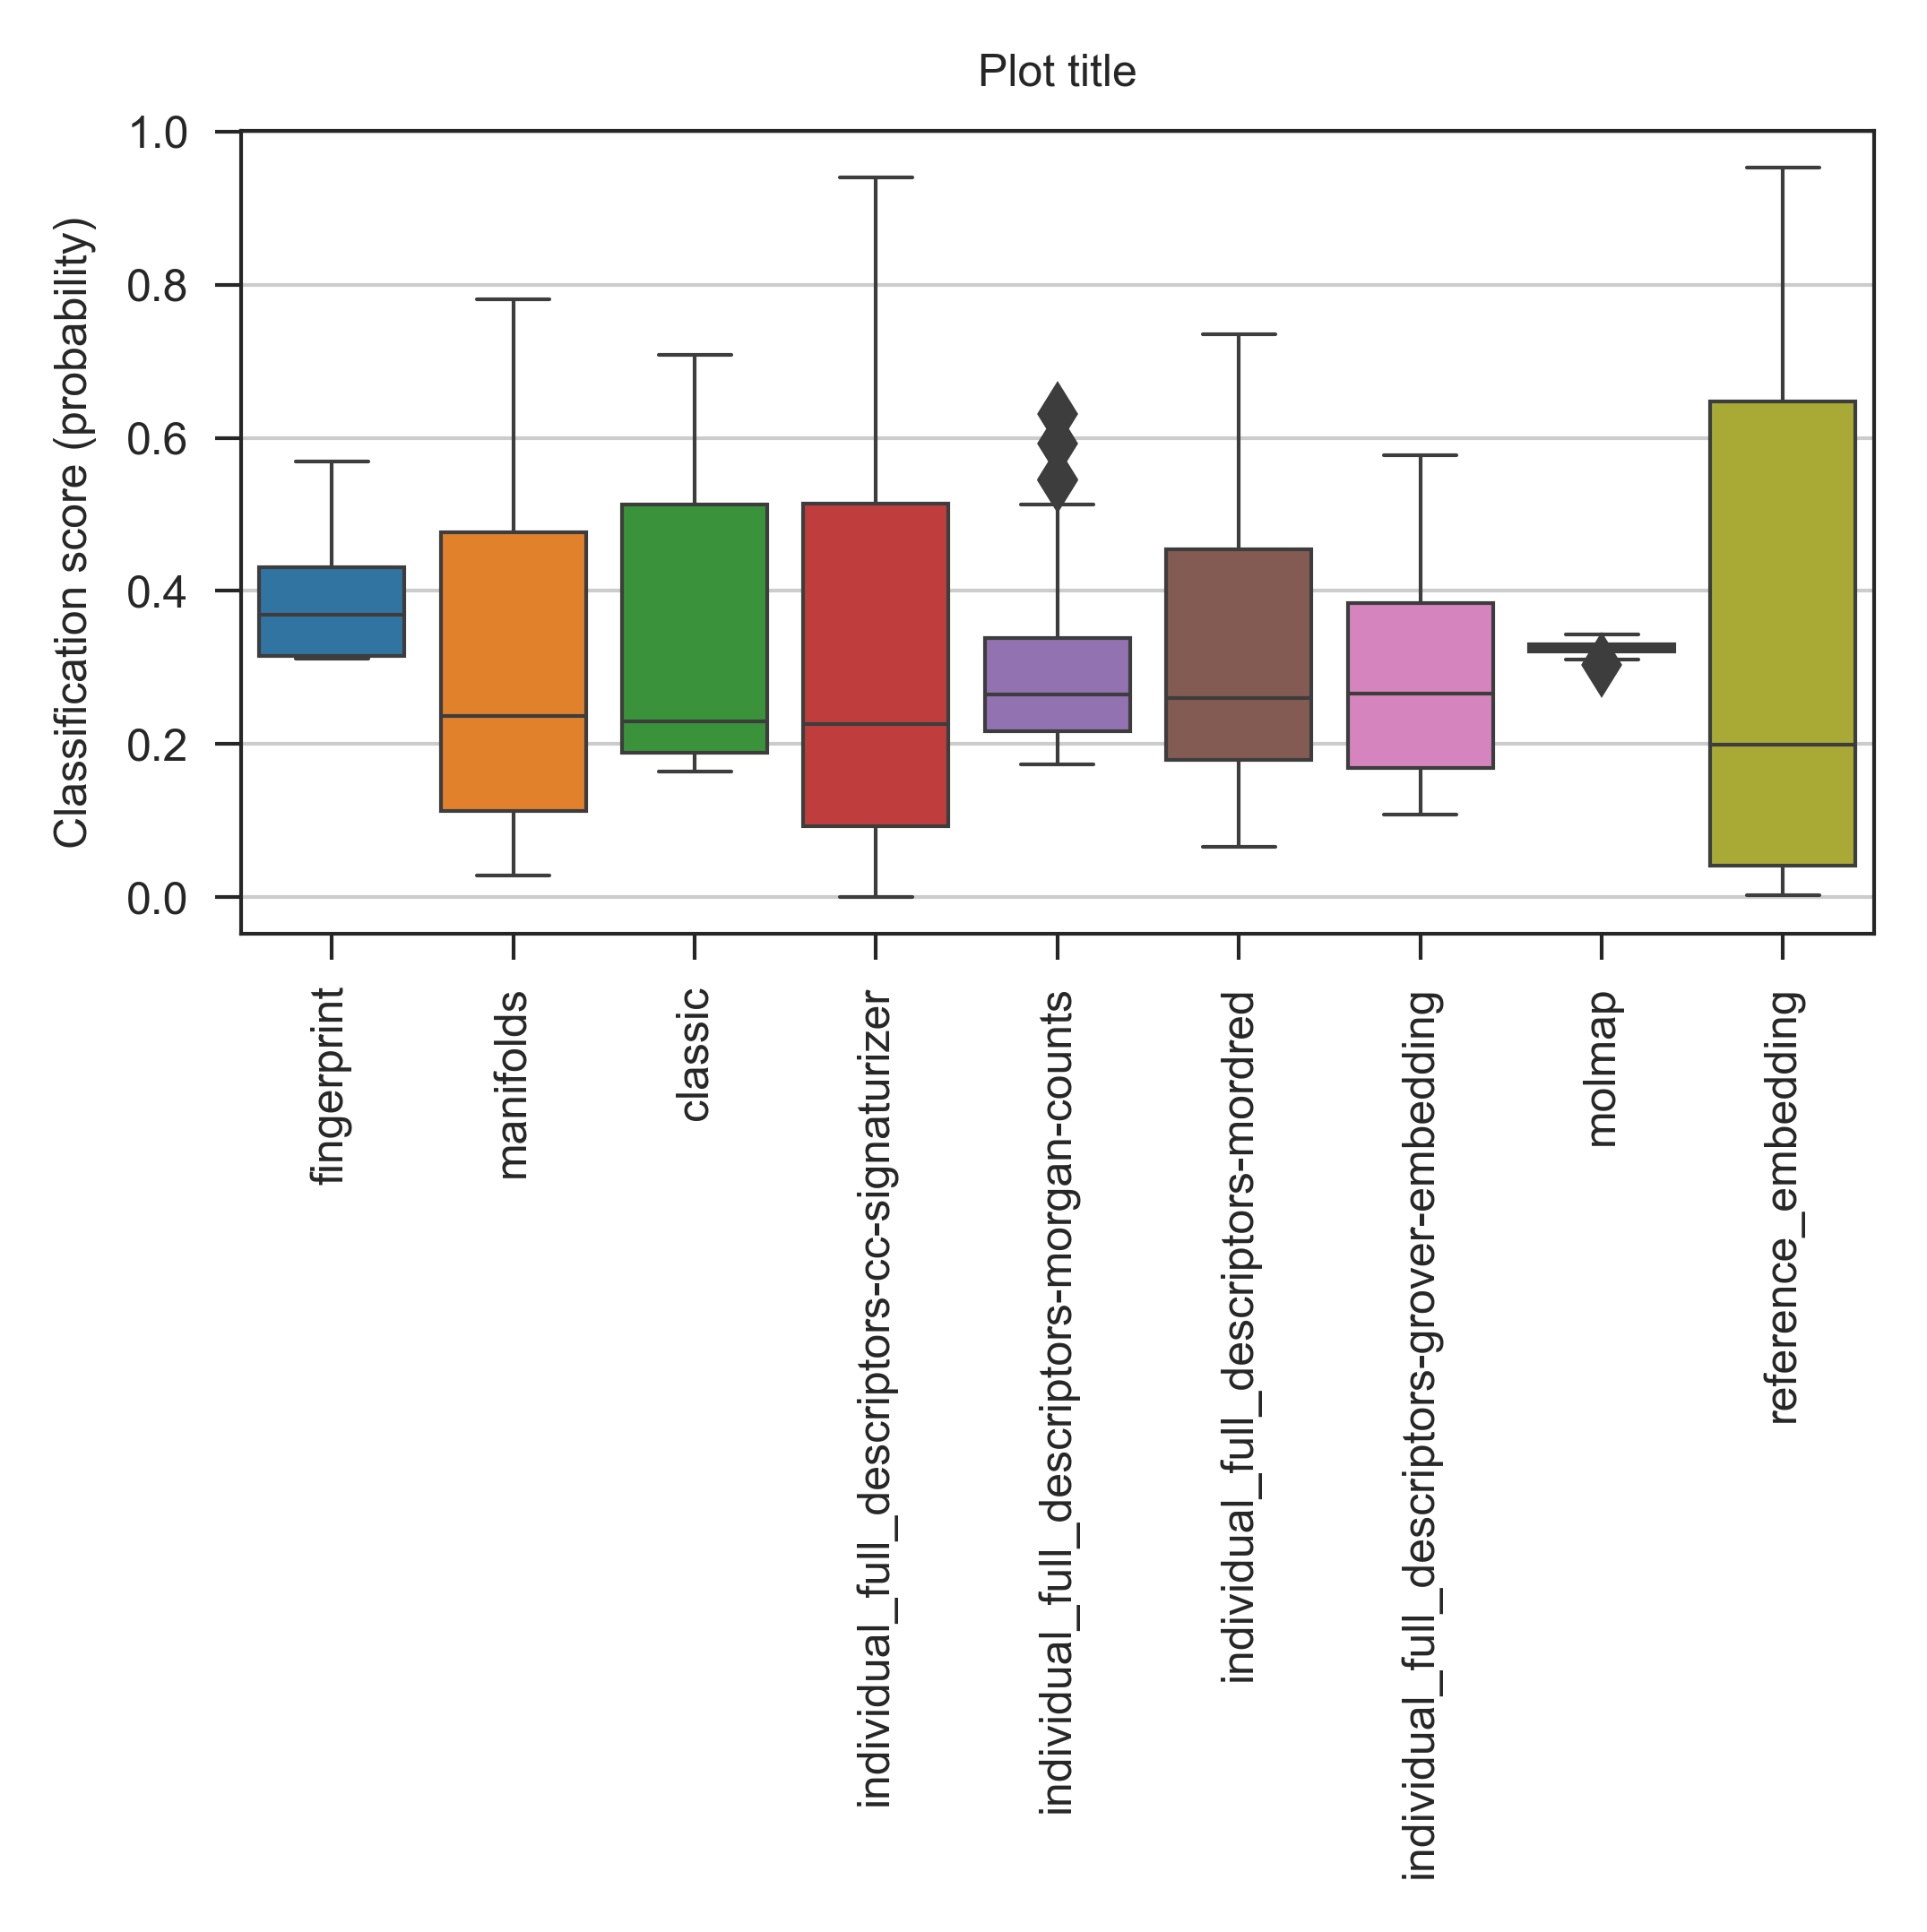 Plot title
Classification score (probability)
1.0
0.8
0.6
0.4
0.2
0.0
fingerprint
manifolds
classic
individual_full_descriptors-cc-signaturizer
individual_full_descriptors-morgan-counts
individual_full_descriptors-mordred
individual_full_descriptors-grover-embedding
molmap
reference_embedding